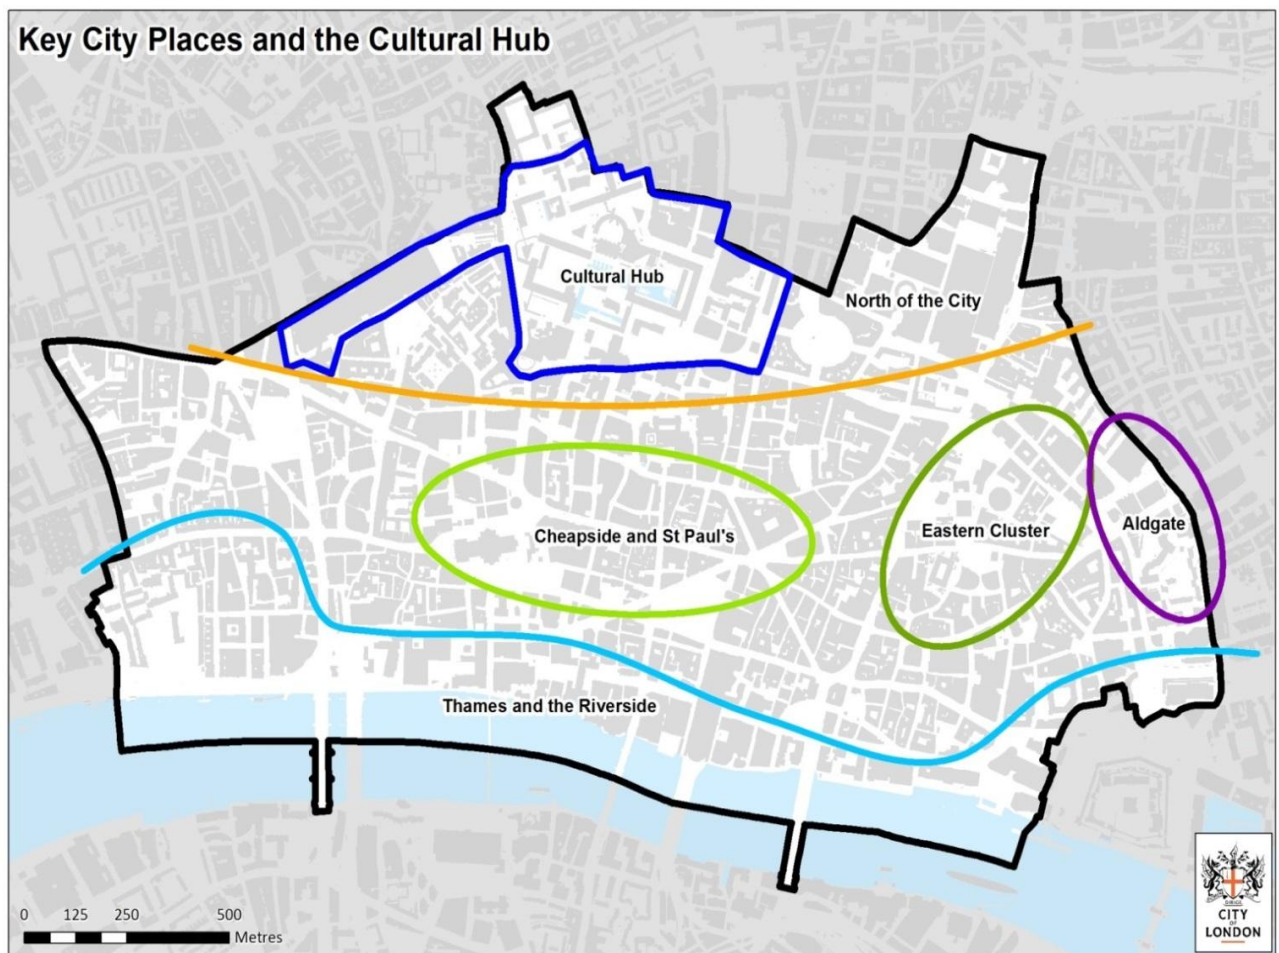 Key City Places and the Cultural Hub
Cultural Hub
North of the City
Cheapside and St Paul's
Eastern Cluster
Aldgate
Thames and the Riverside
0 125 250 500
Metres
CITY
OF
LONDON